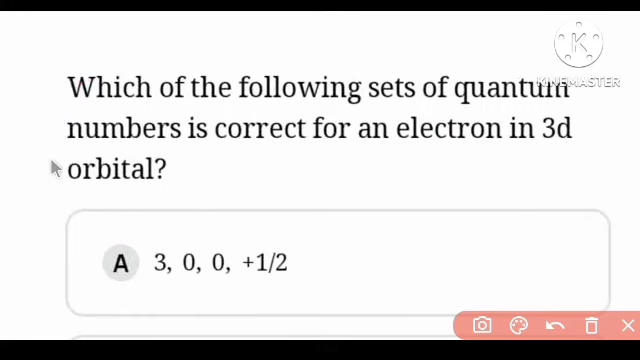 K
KINEMASTER
Which of the following sets of quantum
numbers is correct for an electron in 3d
orbital?
A 3, 0, 0, +1/2